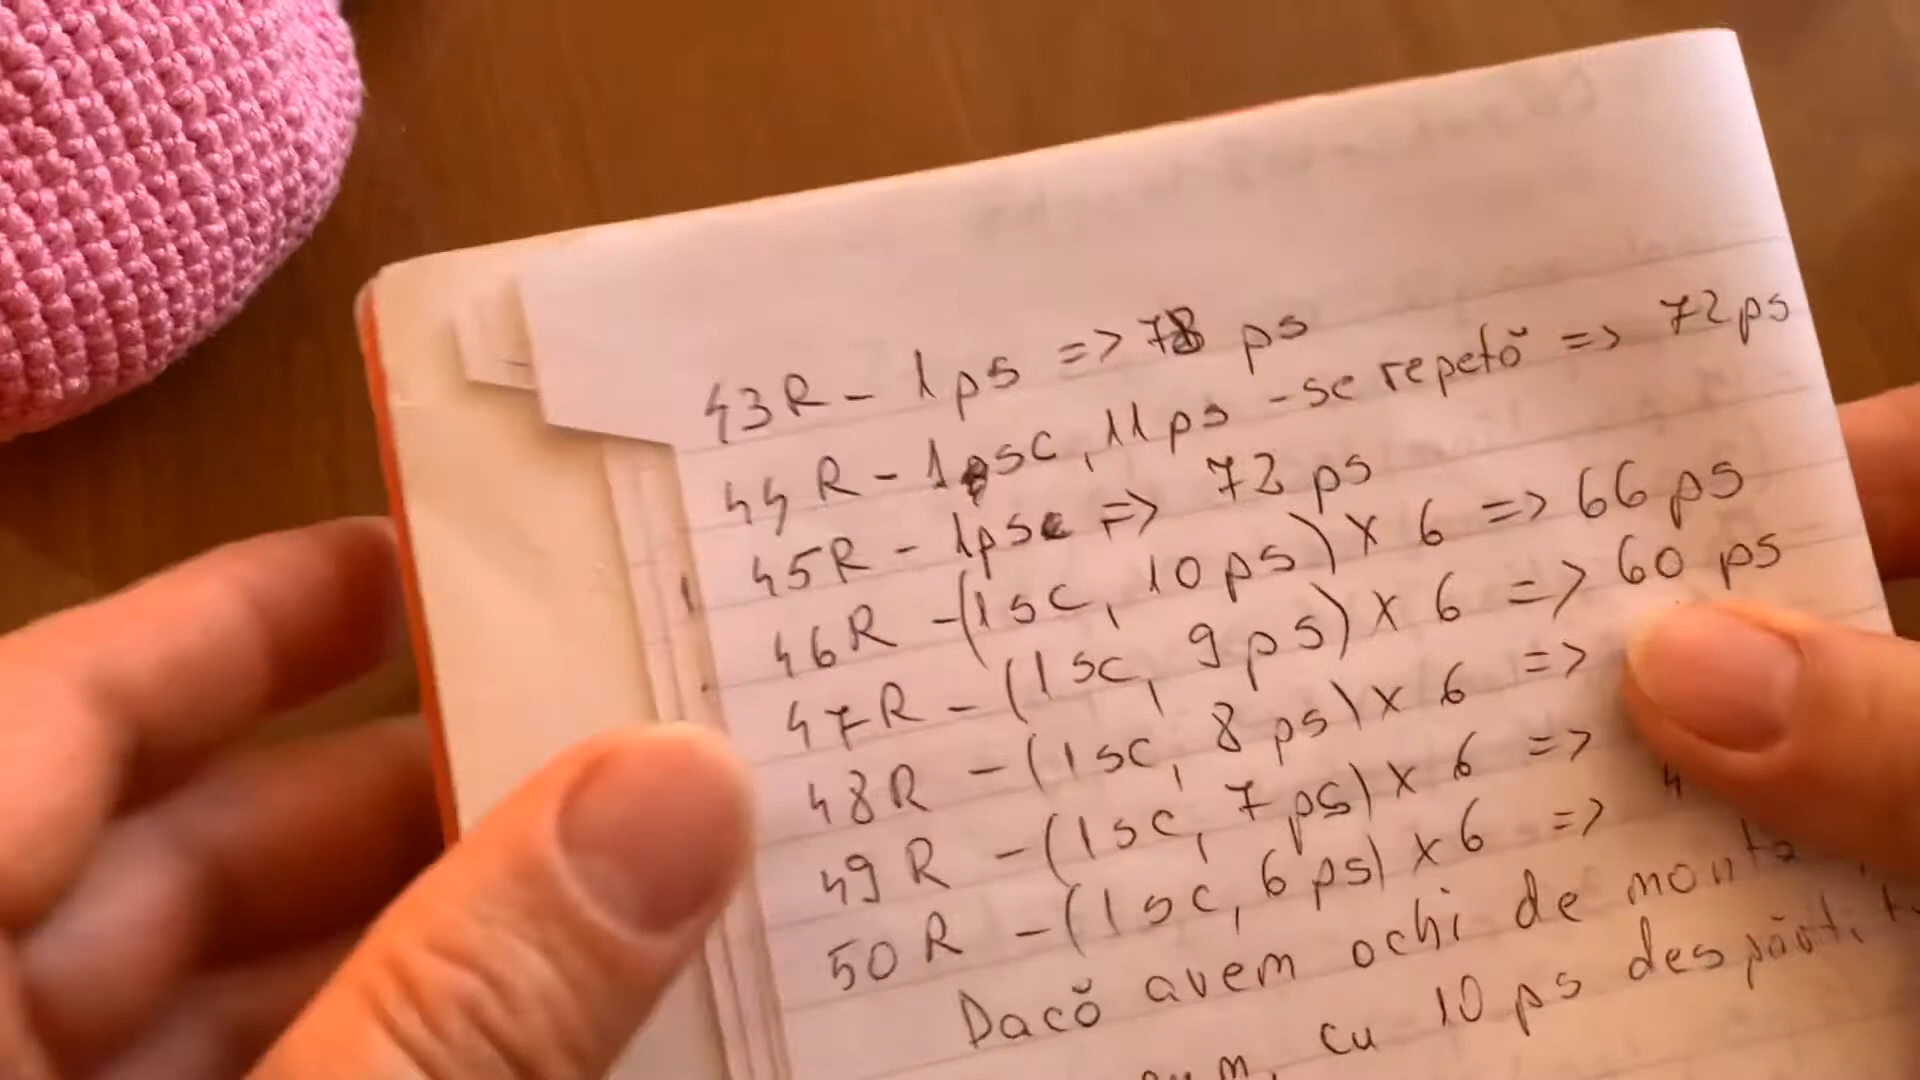 43R - 1ps => 78 ps
44R - 1sc, 11ps - se repetă => 72ps
45R - 1ps => 72 ps
46R - (1sc, 10ps) x 6 => 66 ps
47R - (1sc, 9ps) x 6 => 60 ps
48R - (1sc, 8ps) x 6 =>
49R - (1sc, 7ps) x 6 =>
50R - (1sc, 6ps) x 6 => 4
Dacă avem ochi de
cu 10 ps